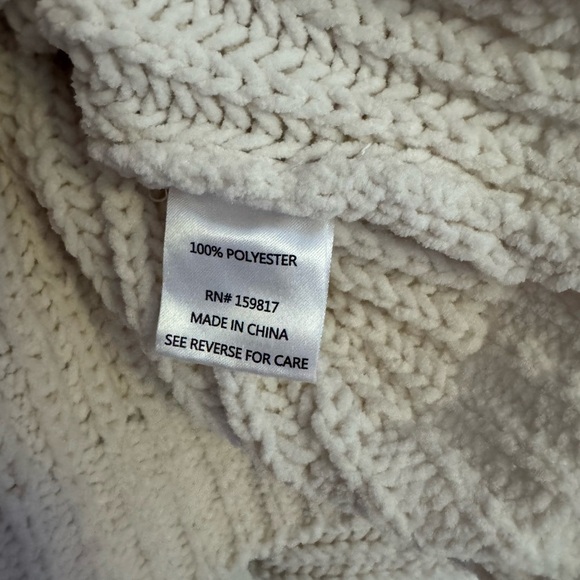 100% POLYESTER
RN# 159817
MADE IN CHINA
SEE REVERSE FOR CARE